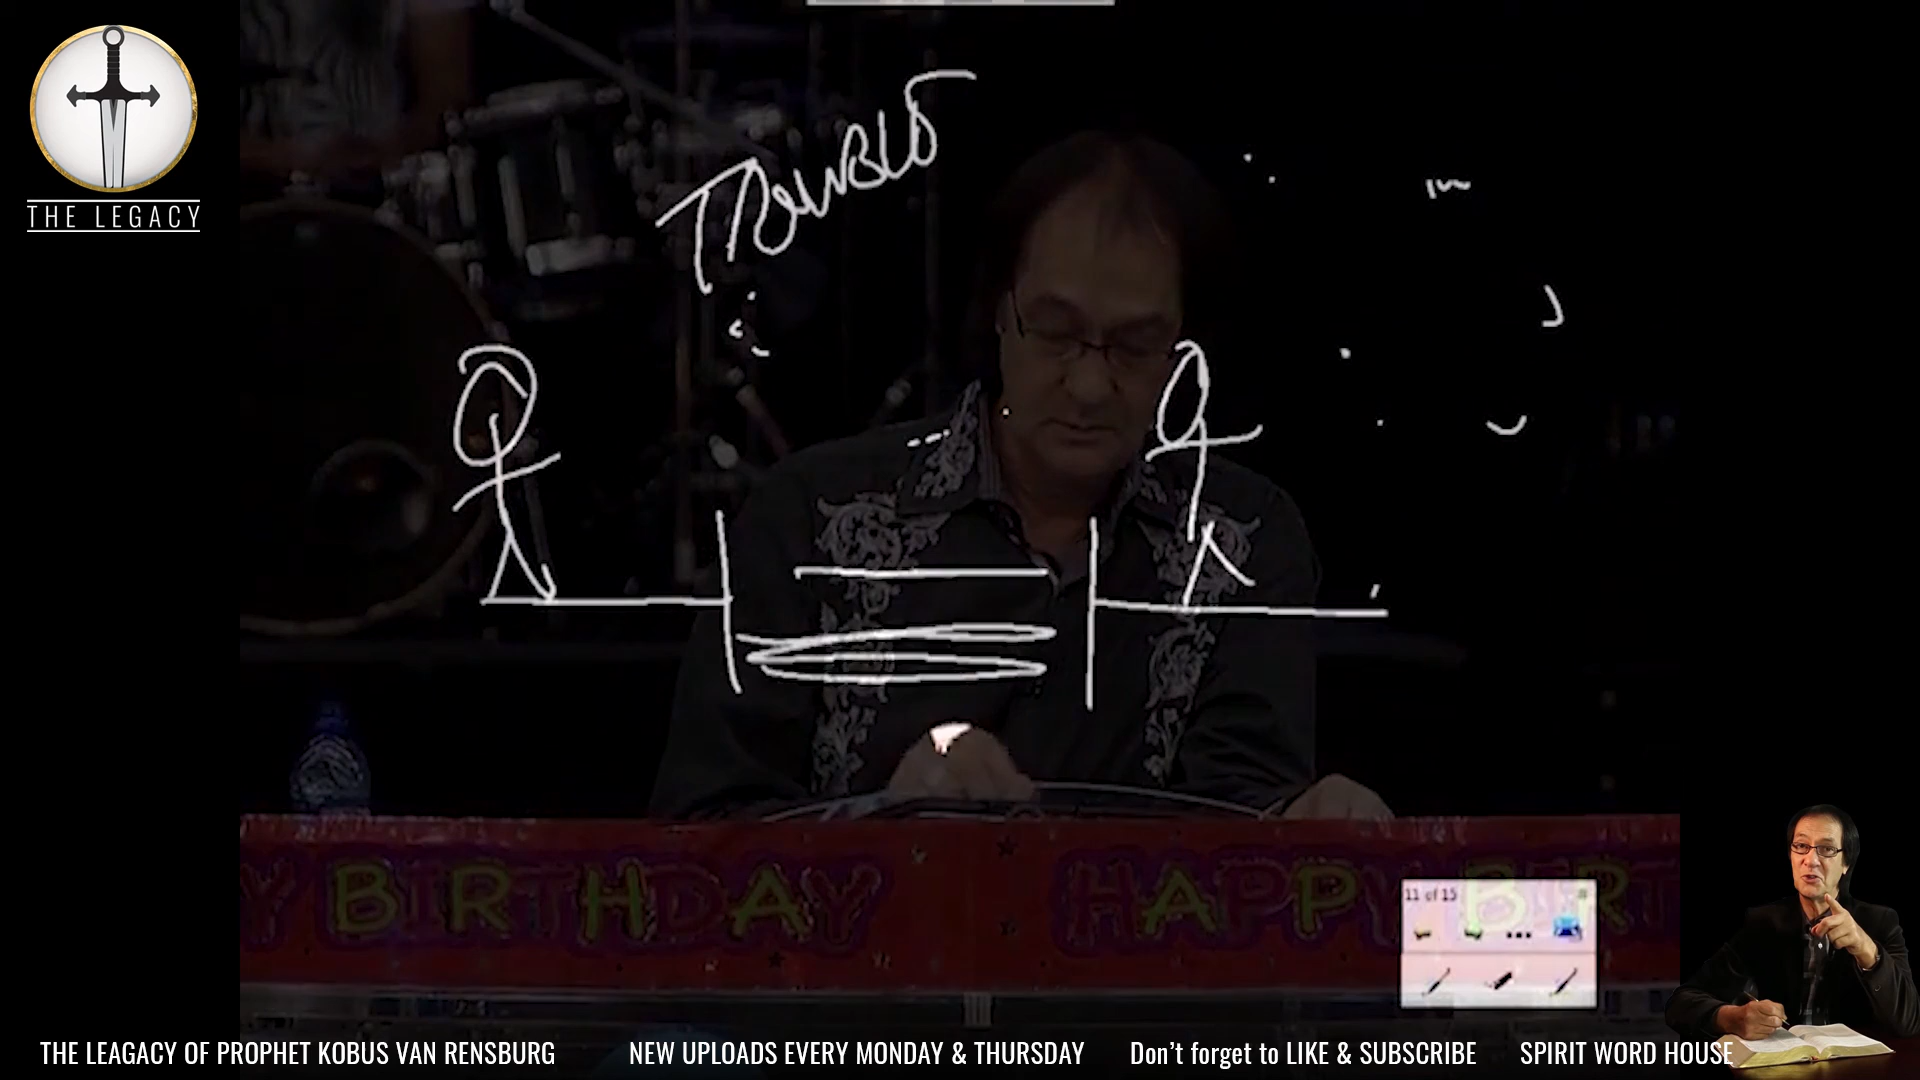 THE LEGACY
TROUBLE
BIRTHDAY HAPPY BIRT
11 of 15
THE LEAGACY OF PROPHET KOBUS VAN RENSBURG NEW UPLOADS EVERY MONDAY & THURSDAY Don't forget to LIKE & SUBSCRIBE SPIRIT WORD HOUSE